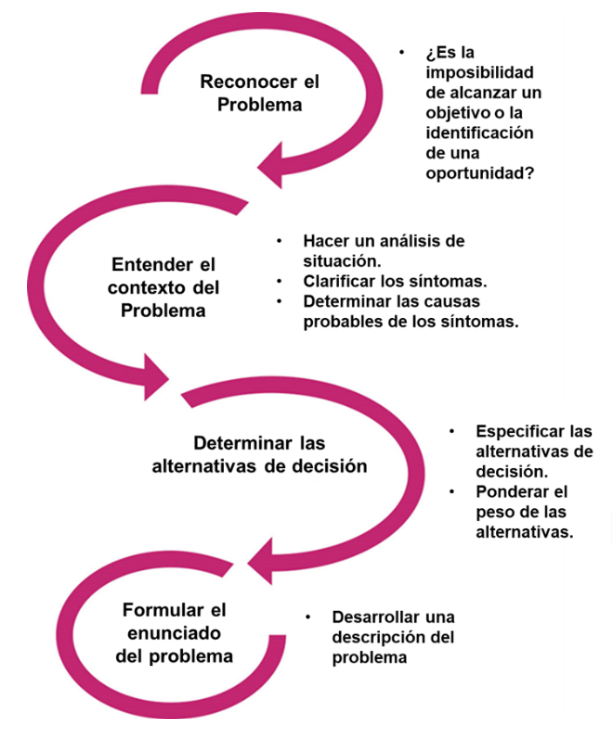 Reconocer el
Problema
• ¿Es la
imposibilidad
de alcanzar un
objetivo o la
identificación
de una
oportunidad?
Entender el
contexto del
Problema
• Hacer un análisis de
situación.
• Clarificar los síntomas.
• Determinar las causas
probables de los síntomas.
Determinar las
alternativas de decisión
• Especificar las
alternativas de
decisión.
• Ponderar el
peso de las
alternativas.
Formular el
enunciado
del problema
• Desarrollar una
descripción del
problema